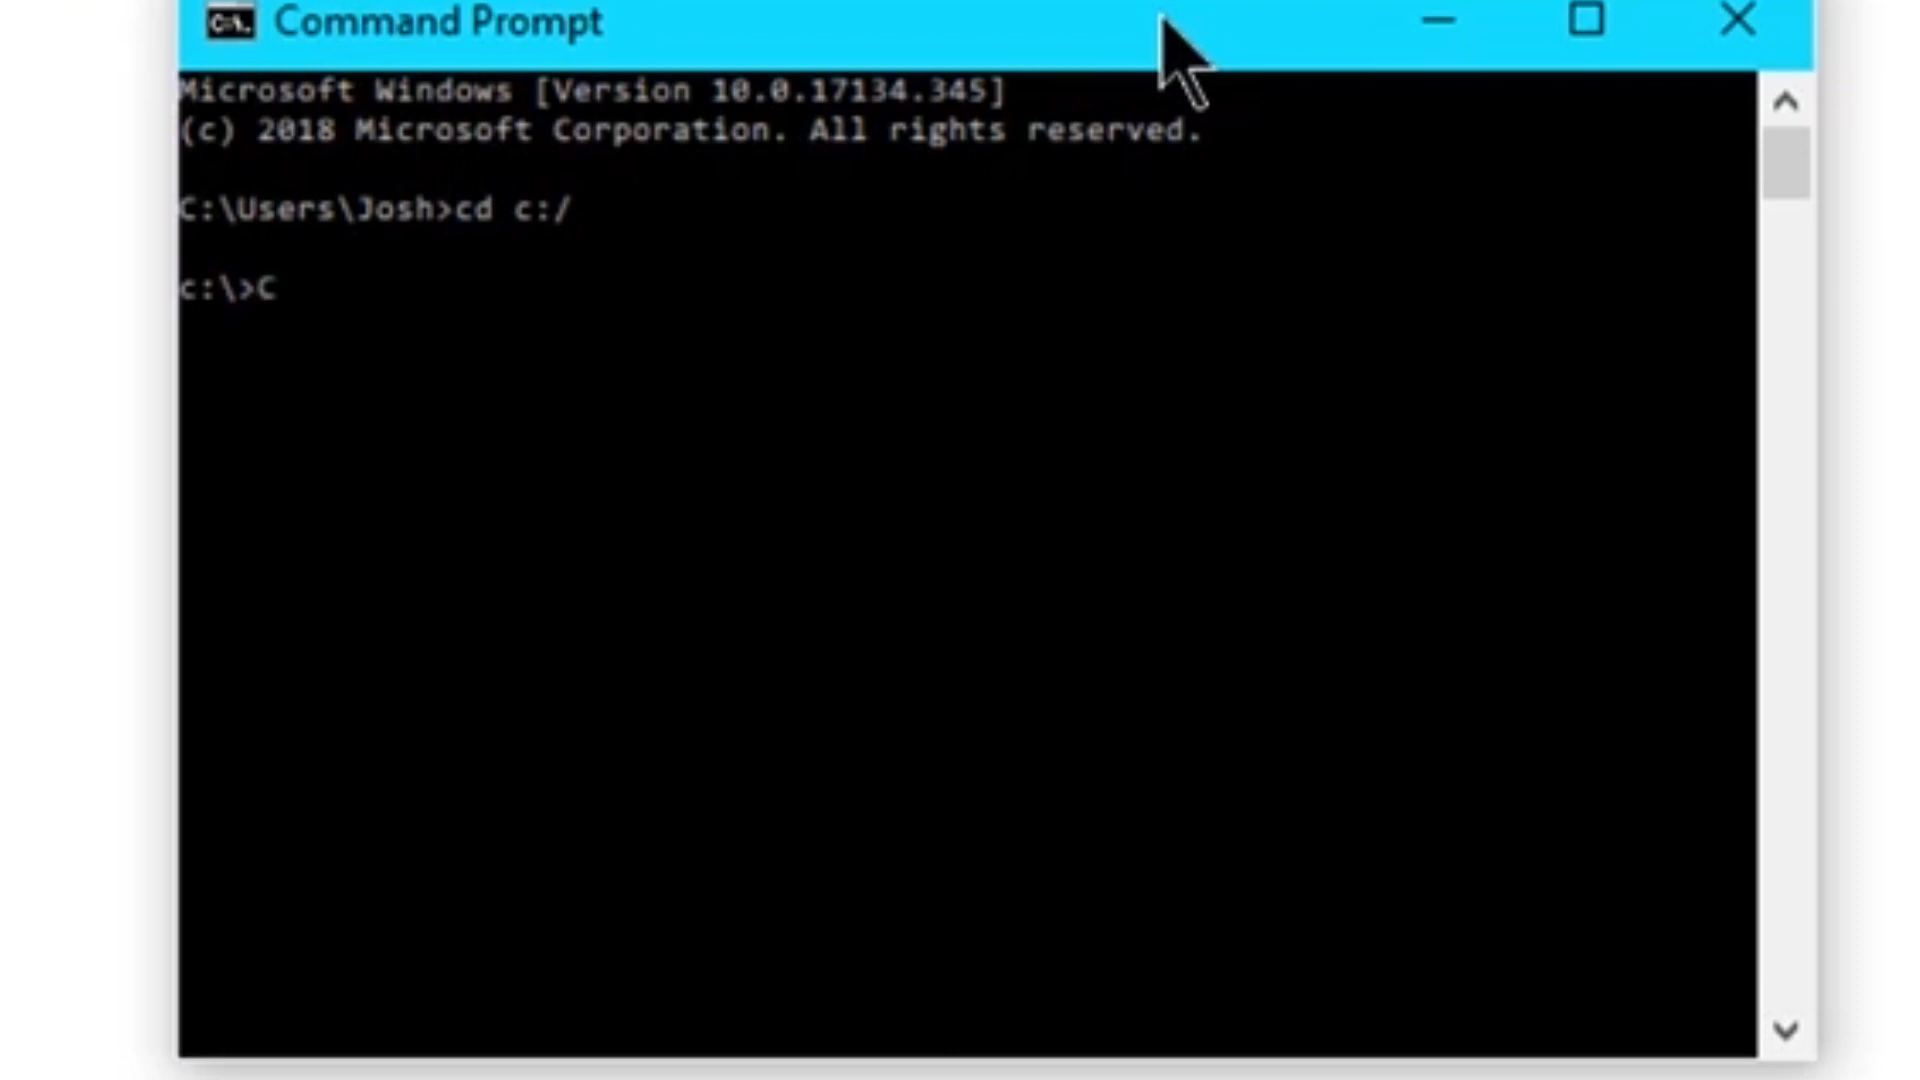 Command Prompt
Microsoft Windows [Version 10.0.17134.345]
(c) 2018 Microsoft Corporation. All rights reserved.
C:\Users\Josh>cd c:/
c:\>C